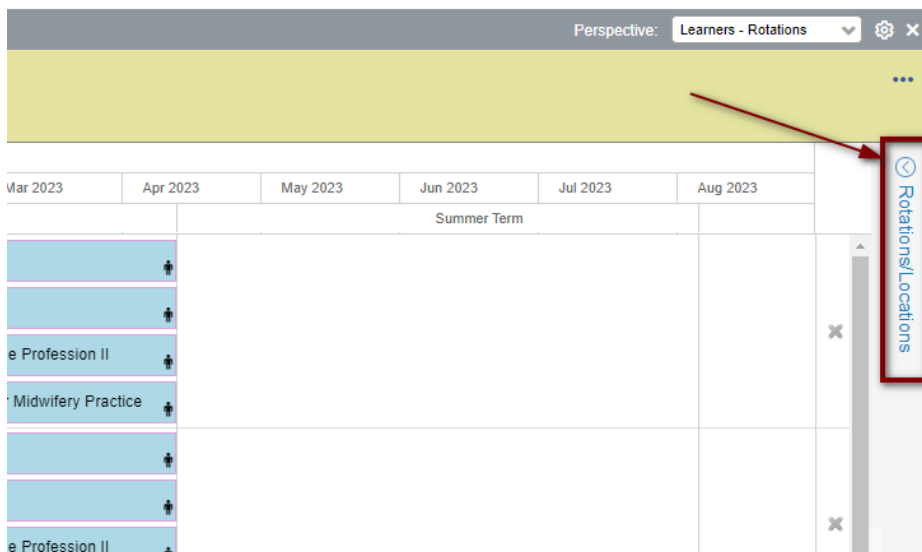 Perspective: Learners - Rotations
Mar 2023 Apr 2023 May 2023 Jun 2023 Jul 2023 Aug 2023
Summer Term
Rotations/Locations
e Profession II
r Midwifery Practice
e Profession II